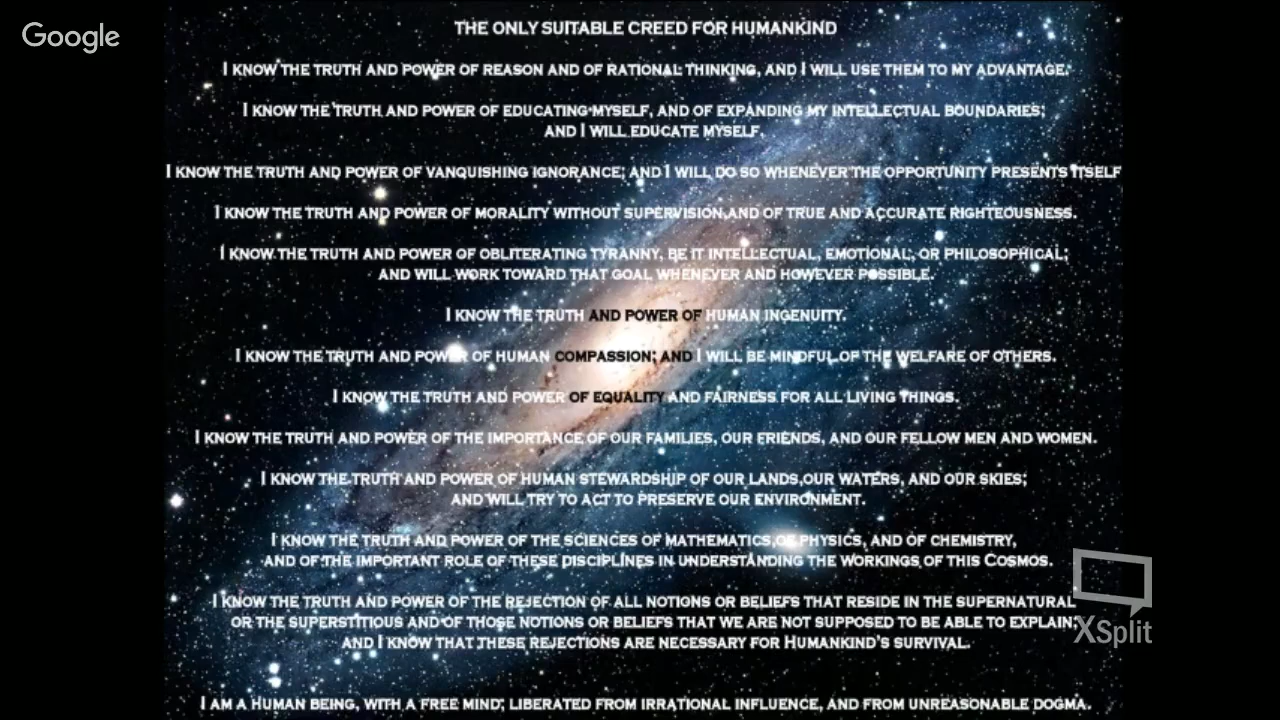 Google
THE ONLY SUITABLE CREED FOR HUMANKIND
I KNOW THE TRUTH AND POWER OF REASON AND OF RATIONAL THINKING, AND I WILL USE THEM TO MY ADVANTAGE.
I KNOW THE TRUTH AND POWER OF EDUCATING MYSELF, AND OF EXPANDING MY INTELLECTUAL BOUNDARIES;
AND I WILL EDUCATE MYSELF.
I KNOW THE TRUTH AND POWER OF VANQUISHING IGNORANCE; AND I WILL DO SO WHENEVER THE OPPORTUNITY PRESENTS ITSELF
I KNOW THE TRUTH AND POWER OF MORALITY WITHOUT SUPERVISION,AND OF TRUE AND ACCURATE RIGHTEOUSNESS.
I KNOW THE TRUTH AND POWER OF OBLITERATING TYRANNY, BE IT INTELLECTUAL, EMOTIONAL, OR PHILOSOPHICAL;
AND WILL WORK TOWARD THAT GOAL WHENEVER AND HOWEVER POSSIBLE.
I KNOW THE TRUTH AND POWER OF HUMAN INGENUITY.
I KNOW THE TRUTH AND POWER OF HUMAN COMPASSION; AND I WILL BE MINDFUL OF THE WELFARE OF OTHERS.
I KNOW THE TRUTH AND POWER OF EQUALITY AND FAIRNESS FOR ALL LIVING THINGS.
I KNOW THE TRUTH AND POWER OF THE IMPORTANCE OF OUR FAMILIES, OUR FRIENDS, AND OUR FELLOW MEN AND WOMEN.
I KNOW THE TRUTH AND POWER OF HUMAN STEWARDSHIP OF OUR LANDS,OUR WATERS, AND OUR SKIES;
AND WILL TRY TO ACT TO PRESERVE OUR ENVIRONMENT.
I KNOW THE TRUTH AND POWER OF THE SCIENCES OF MATHEMATICS,OF PHYSICS, AND OF CHEMISTRY,
AND OF THE IMPORTANT ROLE OF THESE DISCIPLINES IN UNDERSTANDING THE WORKINGS OF THIS COSMOS.
I KNOW THE TRUTH AND POWER OF THE REJECTION OF ALL NOTIONS OR BELIEFS THAT RESIDE IN THE SUPERNATURAL
OR THE SUPERSTITIOUS AND OF THOSE NOTIONS OR BELIEFS THAT WE ARE NOT SUPPOSED TO BE ABLE TO EXPLAIN;
AND I KNOW THAT THESE REJECTIONS ARE NECESSARY FOR HUMANKIND'S SURVIVAL.
XSplit
I AM A HUMAN BEING, WITH A FREE MIND; LIBERATED FROM IRRATIONAL INFLUENCE, AND FROM UNREASONABLE DOGMA.